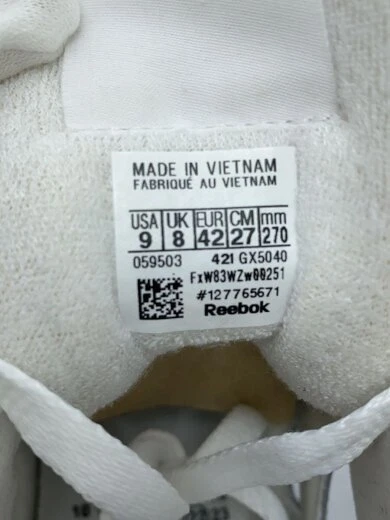 MADE IN VIETNAM
FABRIQUÉ AU VIETNAM
USA UK EUR CM mm
9 8 42 27 270
059503 421 GX5040
FxW83WZw00251
#127765671
Reebok